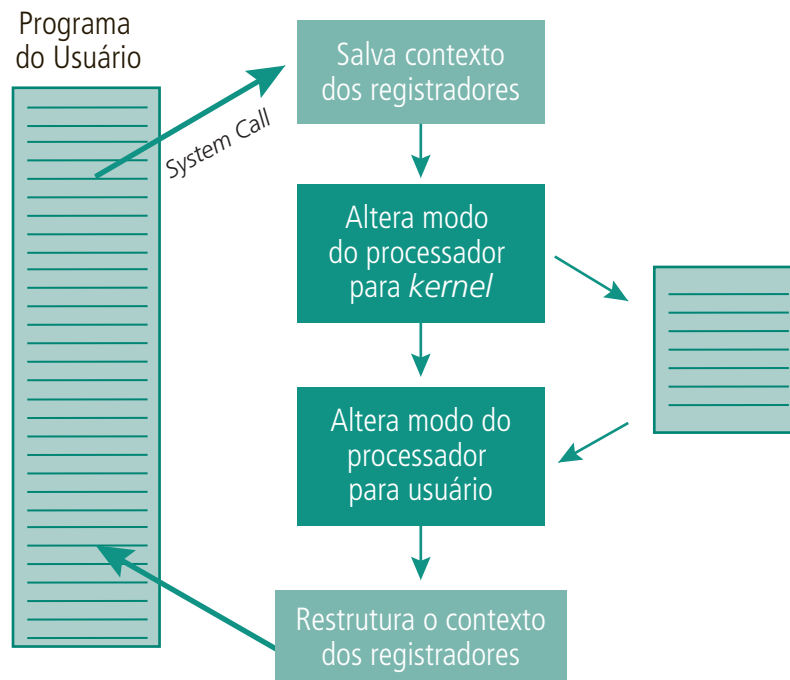 Programa
do Usuário
System Call
Salva contexto
dos registradores
Altera modo
do processador
para kernel
Altera modo do
processador
para usuário
Restrutura o contexto
dos registradores